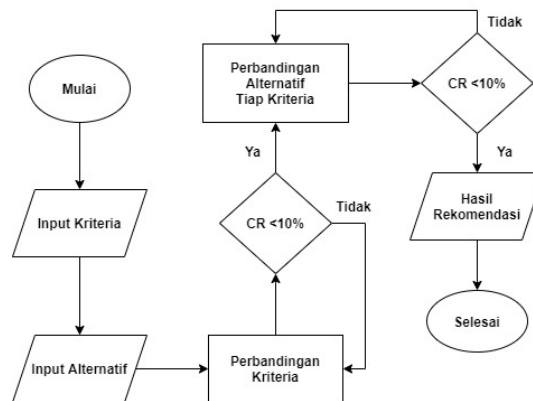 Mulai
Input Kriteria
Input Alternatif
Perbandingan
Kriteria
CR <10%
Tidak
Ya
Perbandingan
Alternatif
Tiap Kriteria
CR <10%
Tidak
Ya
Hasil
Rekomendasi
Selesai